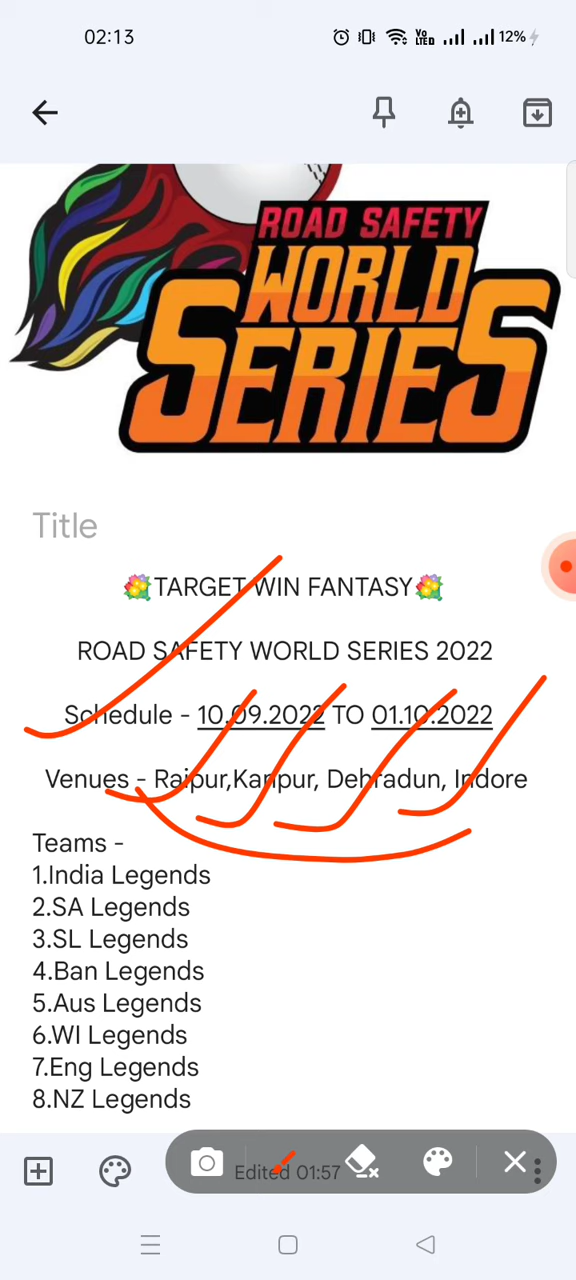 02:13
Vo LTED
12%
ROAD SAFETY
WORLD
SERIES
Title
💐TARGET WIN FANTASY💐
ROAD SAFETY WORLD SERIES 2022
Schedule - 10.09.2022 TO 01.10.2022
Venues - Raipur,Kanpur, Dehradun, Indore
Teams -
1.India Legends
2.SA Legends
3.SL Legends
4.Ban Legends
5.Aus Legends
6.WI Legends
7.Eng Legends
8.NZ Legends
Edited 01:57